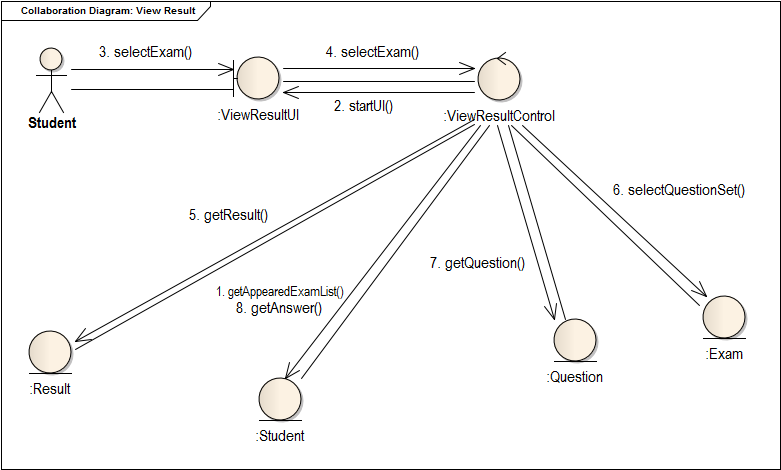 Collaboration Diagram: View Result
3. selectExam()
4. selectExam()
2. startUI()
Student
:ViewResultUI
:ViewResultControl
6. selectQuestionSet()
5. getResult()
7. getQuestion()
1. getAppearedExamList()
8. getAnswer()
:Exam
:Question
:Result
:Student